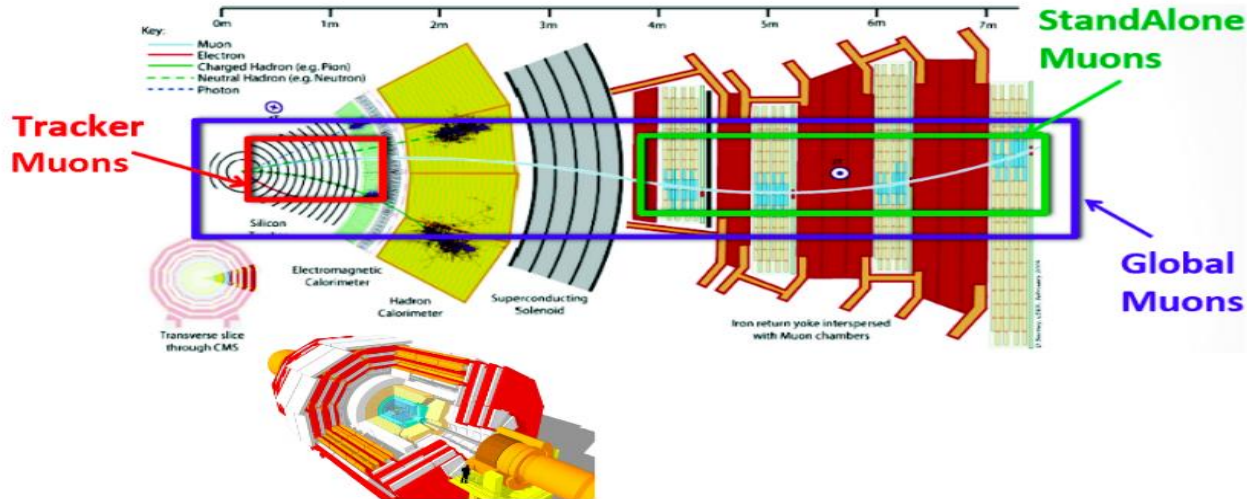 0m 1m 2m 3m 4m 5m 6m 7m
Key:
Muon
Electron
Charged Hadron (e.g. Pion)
Neutral Hadron (e.g. Neutron)
Photon
StandAlone
Muons
Tracker
Muons
Silicon
Electromagnetic
Calorimeter
Hadron
Calorimeter
Superconducting
Solenoid
Iron return yoke interspersed
with Muon chambers
Transverse slice
through CMS
Global
Muons